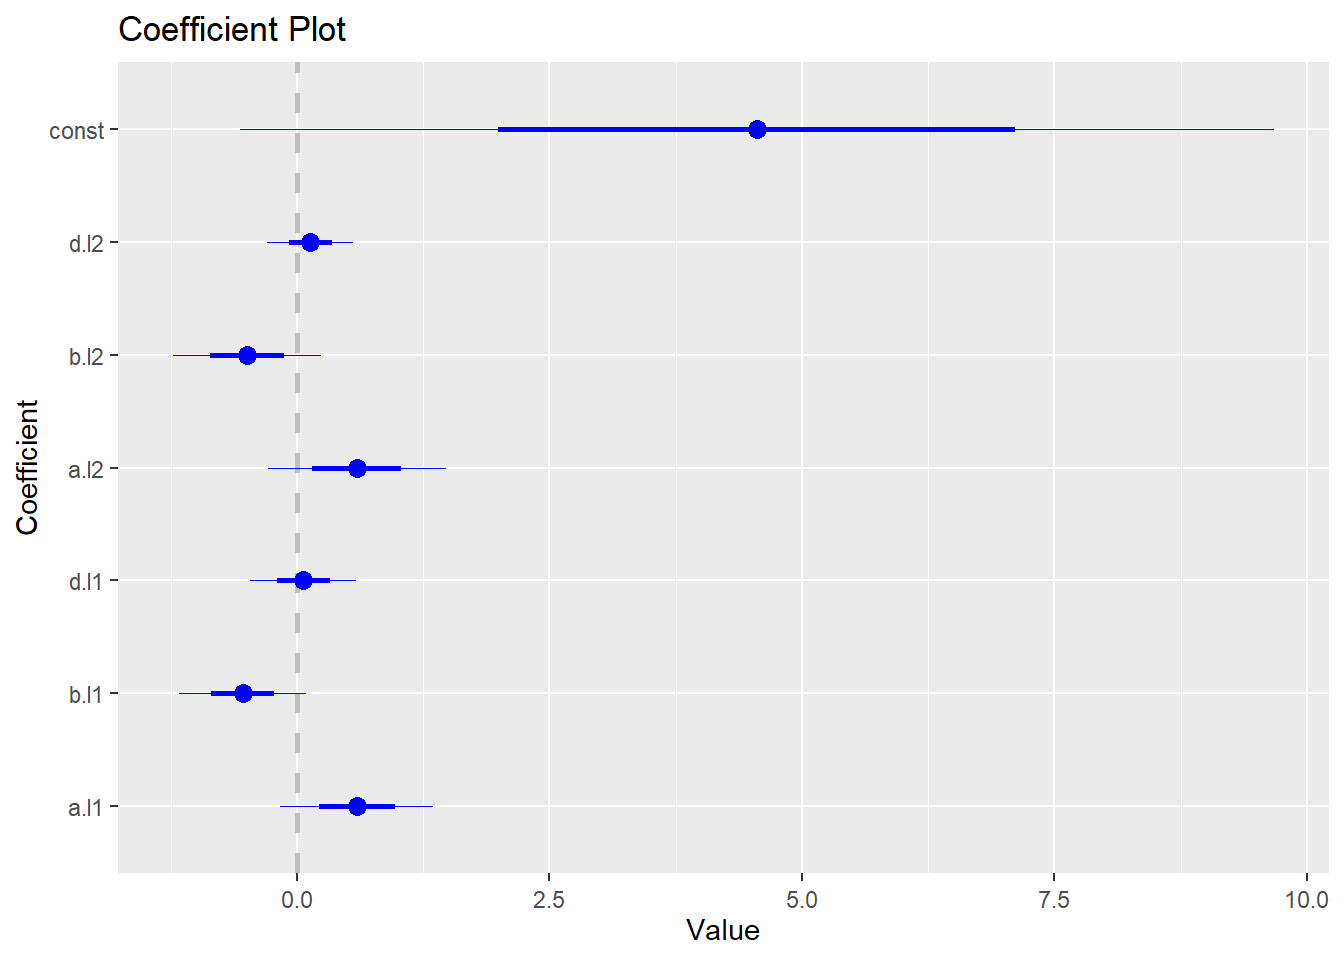 Coefficient Plot
const
d.l2
b.l2
a.l2
d.l1
b.l1
a.l1
Coefficient
0.0 2.5 5.0 7.5 10.0
Value